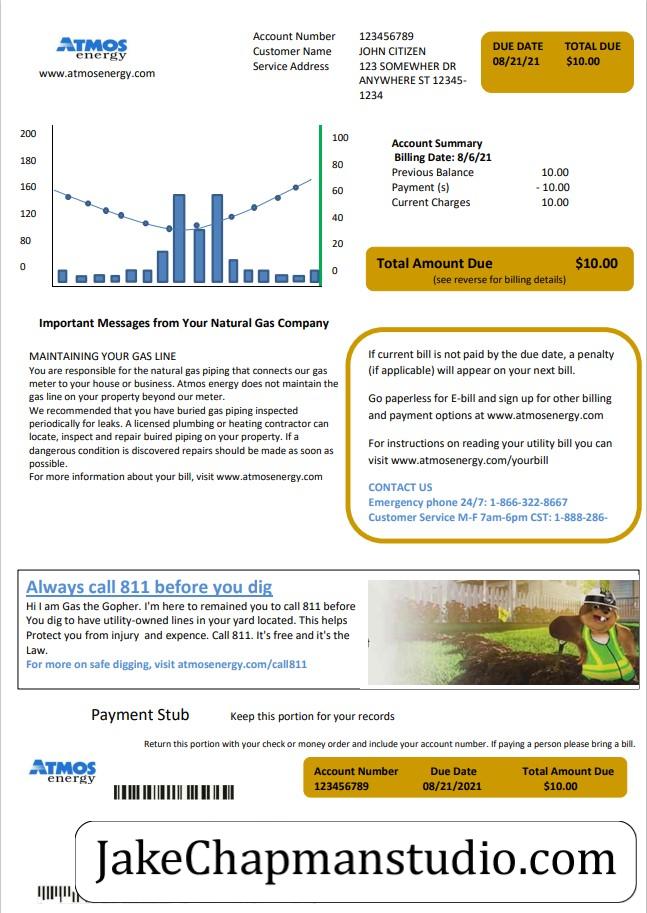 ATMOS
energy
www.atmosenergy.com
Account Number 123456789
Customer Name JOHN CITIZEN
Service Address 123 SOMEWHER DR
ANYWHERE ST 12345-
1234
DUE DATE TOTAL DUE
08/21/21 $10.00
200
180
160
120
80
0
100
80
60
40
20
0
Account Summary
Billing Date: 8/6/21
Previous Balance 10.00
Payment (s) - 10.00
Current Charges 10.00
Total Amount Due $10.00
(see reverse for billing details)
Important Messages from Your Natural Gas Company
MAINTAINING YOUR GAS LINE
You are responsible for the natural gas piping that connects our gas
meter to your house or business. Atmos energy does not maintain the
gas line on your property beyond our meter.
We recommended that you have buried gas piping inspected
periodically for leaks. A licensed plumbing or heating contractor can
locate, inspect and repair buired piping on your property. If a
dangerous condition is discovered repairs should be made as soon as
possible.
For more information about your bill, visit www.atmosenergy.com
If current bill is not paid by the due date, a penalty
(if applicable) will appear on your next bill.
Go paperless for E-bill and sign up for other billing
and payment options at www.atmosenergy.com
For instructions on reading your utility bill you can
visit www.atmosenergy.com/yourbill
CONTACT US
Emergency phone 24/7: 1-866-322-8667
Customer Service M-F 7am-6pm CST: 1-888-286-
Always call 811 before you dig
Hi I am Gas the Gopher. I'm here to remained you to call 811 before
You dig to have utility-owned lines in your yard located. This helps
Protect you from injury and expence. Call 811. It's free and it's the
Law.
For more on safe digging, visit atmosenergy.com/call811
Payment Stub Keep this portion for your records
Return this portion with your check or money order and include your account number. If paying a person please bring a bill.
ATMOS
energy
Account Number Due Date Total Amount Due
123456789 08/21/2021 $10.00
JakeChapmanstudio.com